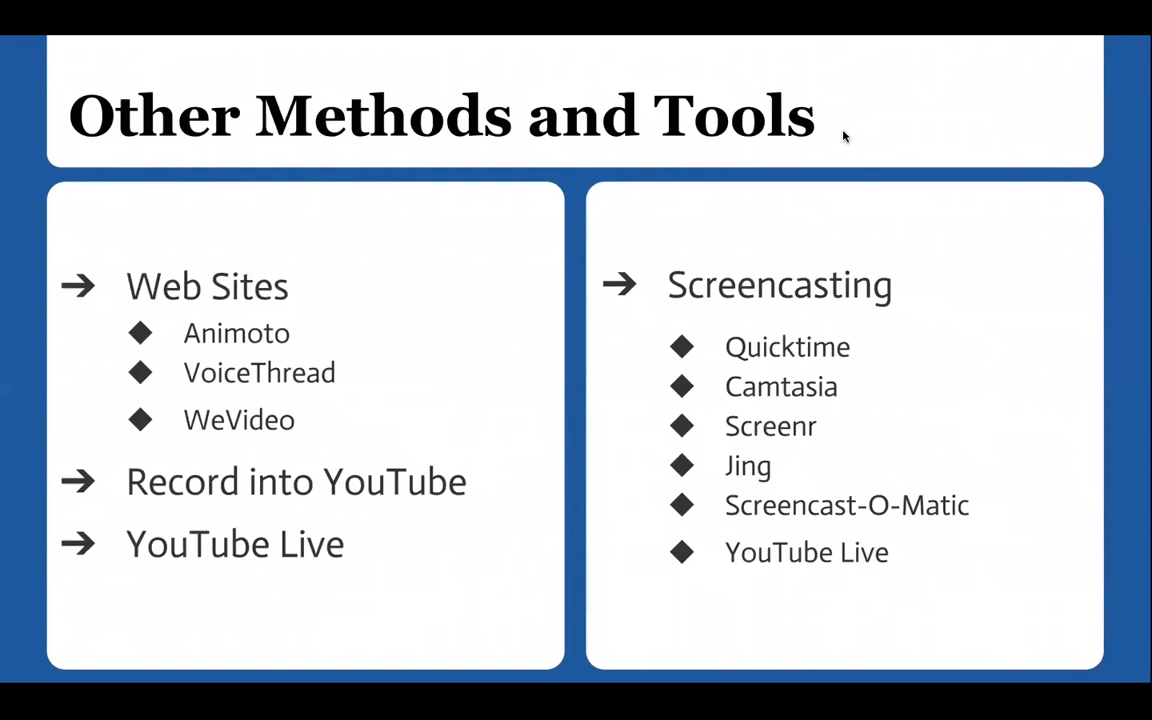 Other Methods and Tools
➔ Web Sites
◆ Animoto
◆ VoiceThread
◆ WeVideo
➔ Record into YouTube
➔ YouTube Live
➔ Screencasting
◆ Quicktime
◆ Camtasia
◆ Screenr
◆ Jing
◆ Screencast-O-Matic
◆ YouTube Live